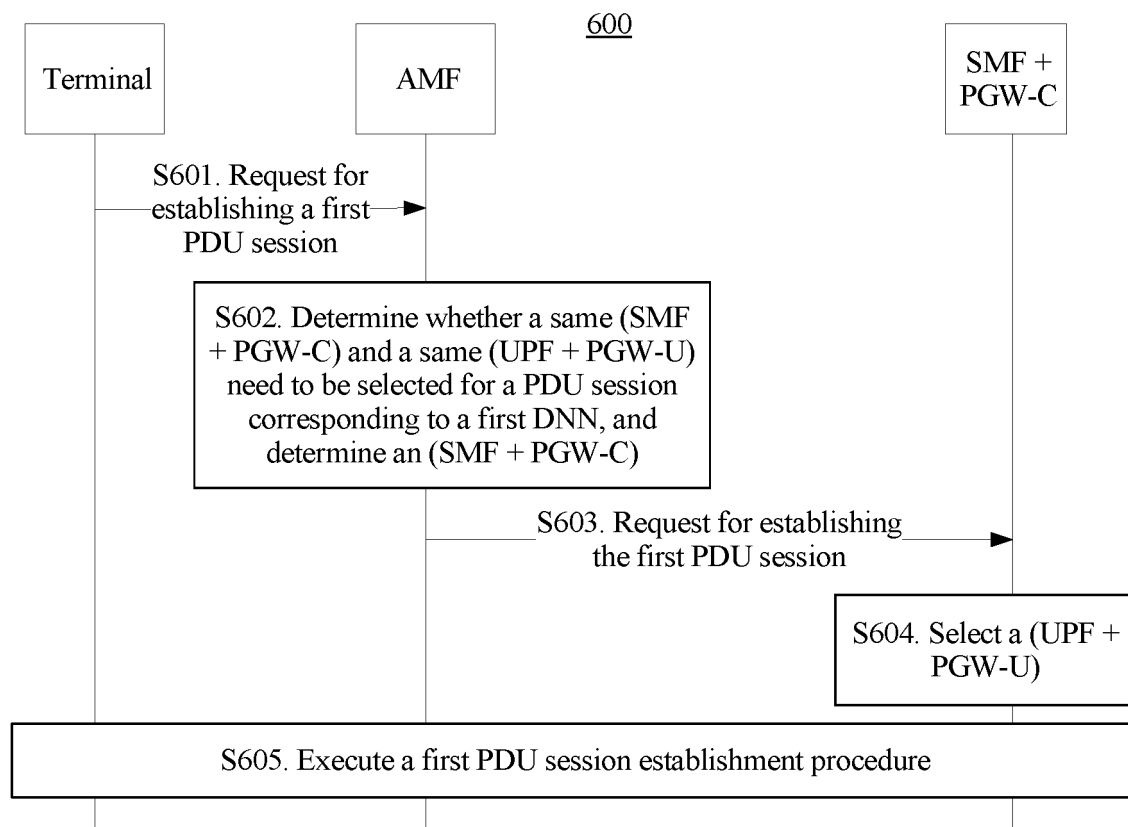 600
Terminal
AMF
SMF +
PGW-C
S601. Request for
establishing a first
PDU session
S602. Determine whether a same (SMF
+ PGW-C) and a same (UPF + PGW-U)
need to be selected for a PDU session
corresponding to a first DNN, and
determine an (SMF + PGW-C)
S603. Request for establishing
the first PDU session
S604. Select a (UPF +
PGW-U)
S605. Execute a first PDU session establishment procedure